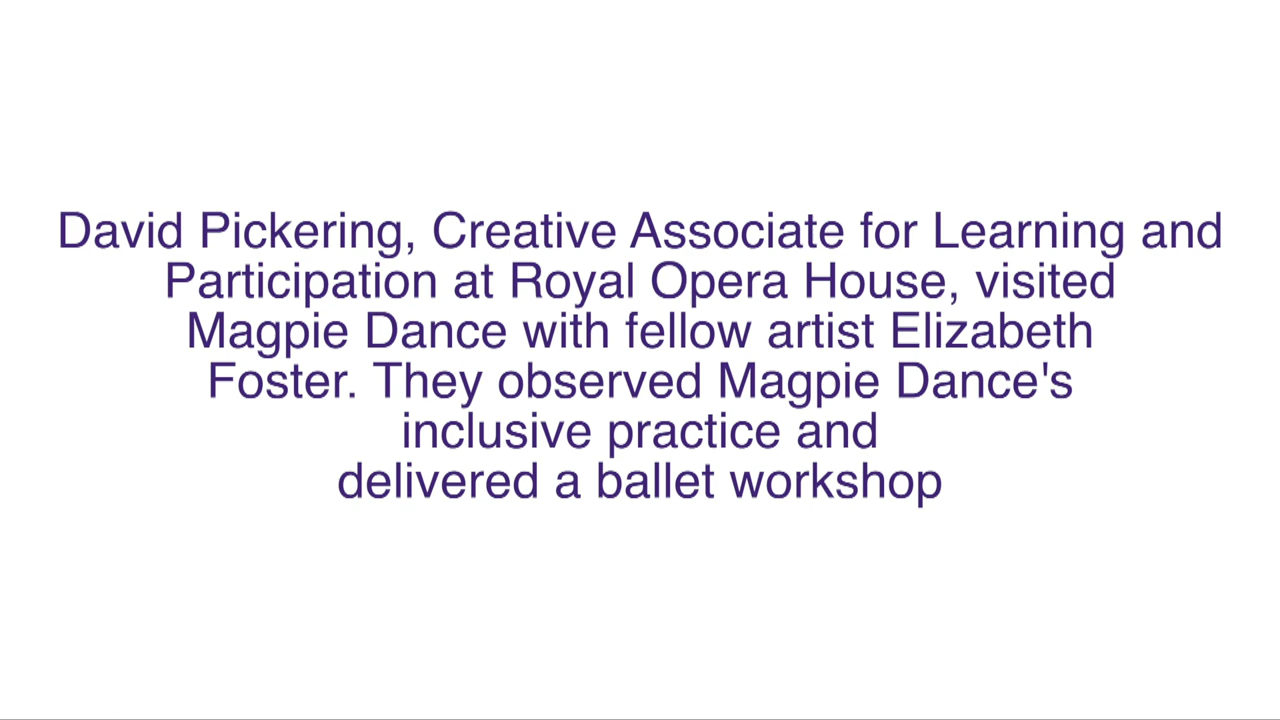 David Pickering, Creative Associate for Learning and
Participation at Royal Opera House, visited
Magpie Dance with fellow artist Elizabeth
Foster. They observed Magpie Dance's
inclusive practice and
delivered a ballet workshop